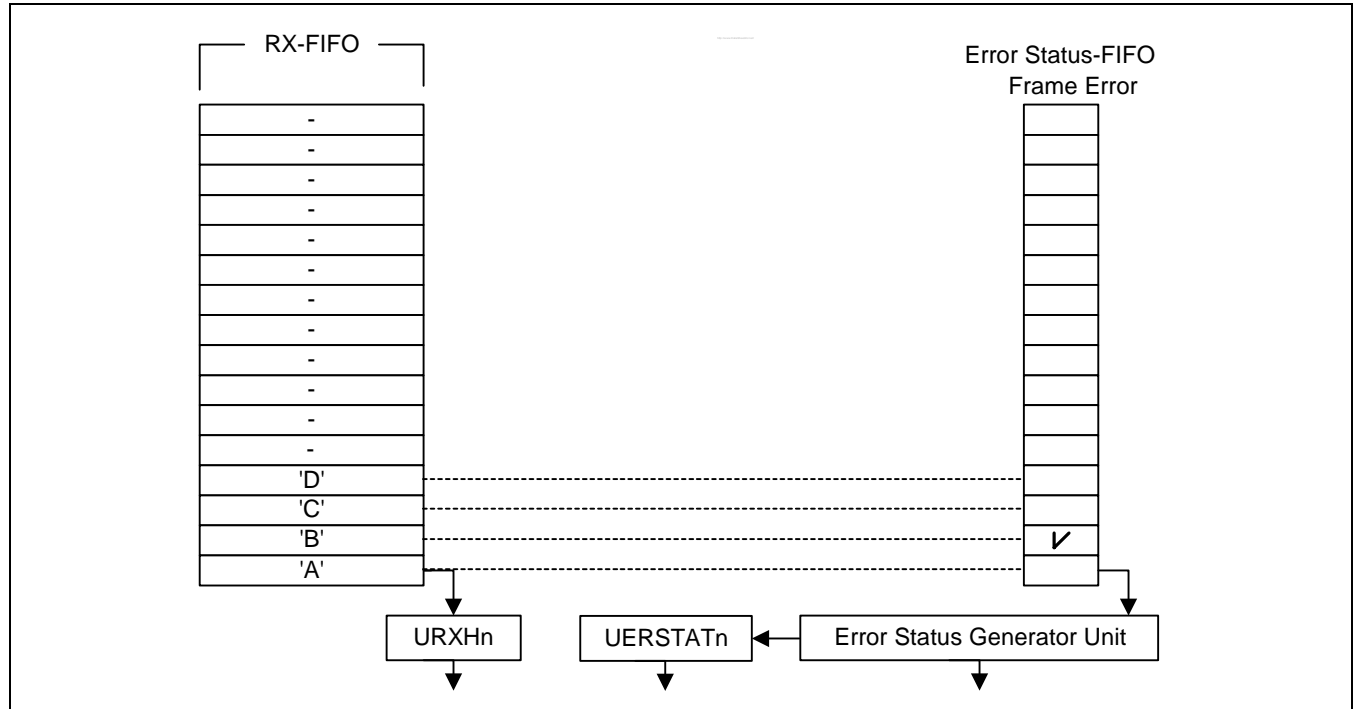 RX-FIFO
Error Status-FIFO
Frame Error
-
-
-
-
-
-
-
-
-
-
-
-
'D'
'C'
'B'
'A'
URXHn
UERSTATn
Error Status Generator Unit